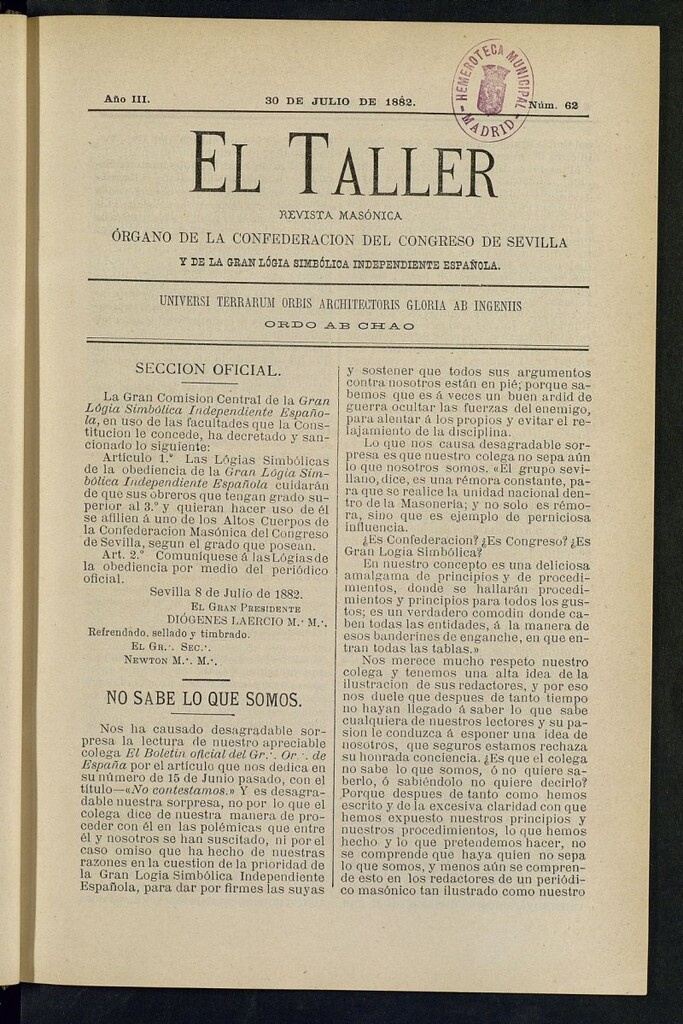 Año III.
30 DE JULIO DE 1882.
Núm. 62
HEMEROTECA MUNICIPAL
MADRID
EL TALLER
REVISTA MASÓNICA
ÓRGANO DE LA CONFEDERACION DEL CONGRESO DE SEVILLA
Y DE LA GRAN LÓGIA SIMBÓLICA INDEPENDIENTE ESPAÑOLA.
UNIVERSI TERRARUM ORBIS ARCHITECTORIS GLORIA AB INGENIIS
ORDO AB CHAO
SECCION OFICIAL.
La Gran Comision Central de la Gran
Lógia Simbólica Independiente Españo-
la, en uso de las facultades que la Cons-
titucion le concede, ha decretado y san-
cionado lo siguiente:
Artículo 1.° Las Lógias Simbólicas
de la obediencia de la Gran Lógia Sim-
bólica Independiente Española cuidarán
de que sus obreros que tengan grado su-
perior al 3.° y quieran hacer uso de él
se afilien á uno de los Altos Cuerpos de
la Confederacion Masónica del Congreso
de Sevilla, segun el grado que posean.
Art. 2.° Comuníquese á las Lógias de
la obediencia por medio del periódico
oficial.
Sevilla 8 de Julio de 1882.
EL GRAN PRESIDENTE
DIÓGENES LAERCIO M.·. M.·.
Refrendado, sellado y timbrado.
EL GR.·. SEC.·.
NEWTON M.·. M.·.
NO SABE LO QUE SOMOS.
Nos ha causado desagradable sor-
presa la lectura de nuestro apreciable
colega El Boletin oficial del Gr.·. Or.·. de
España por el artículo que nos dedica en
su número de 15 de Junio pasado, con el
título—«No contestamos.» Y es desagra-
dable nuestra sorpresa, no por lo que el
colega dice de nuestra manera de pro-
ceder con él en las polémicas que entre
él y nosotros se han suscitado, ni por el
caso omiso que ha hecho de nuestras
razones en la cuestion de la prioridad de
la Gran Logia Simbólica Independiente
Española, para dar por firmes las suyas
y sostener que todos sus argumentos
contra nosotros están en pié; porque sa-
bemos que es á veces un buen ardid de
guerra ocultar las fuerzas del enemigo,
para alentar á los propios y evitar el re-
lajamiento de la disciplina.
Lo que nos causa desagradable sor-
presa es que nuestro colega no sepa aún
lo que nosotros somos. «El grupo sevi-
llano, dice, es una rémora constante, pa-
ra que se realice la unidad nacional den-
tro de la Masonería; y no solo es rémo-
ra, sino que es ejemplo de perniciosa
influencia.
¿Es Confederacion? ¿Es Congreso? ¿Es
Gran Logia Simbólica?
En nuestro concepto es una deliciosa
amalgama de principios y de procedi-
mientos, donde se hallarán procedi-
mientos y principios para todos los gus-
tos; es un verdadero comodin donde ca-
ben todas las entidades, á la manera de
esos banderines de enganche, en que en-
tran todas las tablas.»
Nos merece mucho respeto nuestro
colega y tenemos una alta idea de la
ilustracion de sus redactores, y por eso
nos duele que despues de tanto tiempo
no hayan llegado á saber lo que sabe
cualquiera de nuestros lectores y su pa-
sion le conduzca á esponer una idea de
nosotros, que seguros estamos rechaza
su honrada conciencia. ¿Es que el colega
no sabe lo que somos, ó no quiere sa-
berlo, ó sabiéndolo no quiere decirlo?
Porque despues de tanto como hemos
escrito y de la excesiva claridad con que
hemos expuesto nuestros principios y
nuestros procedimientos, lo que hemos
hecho y lo que pretendemos hacer, no
se comprende que haya quien no sepa
lo que somos, y menos aún se compren-
de esto en los redactores de un periódi-
co masónico tan ilustrado como nuestro